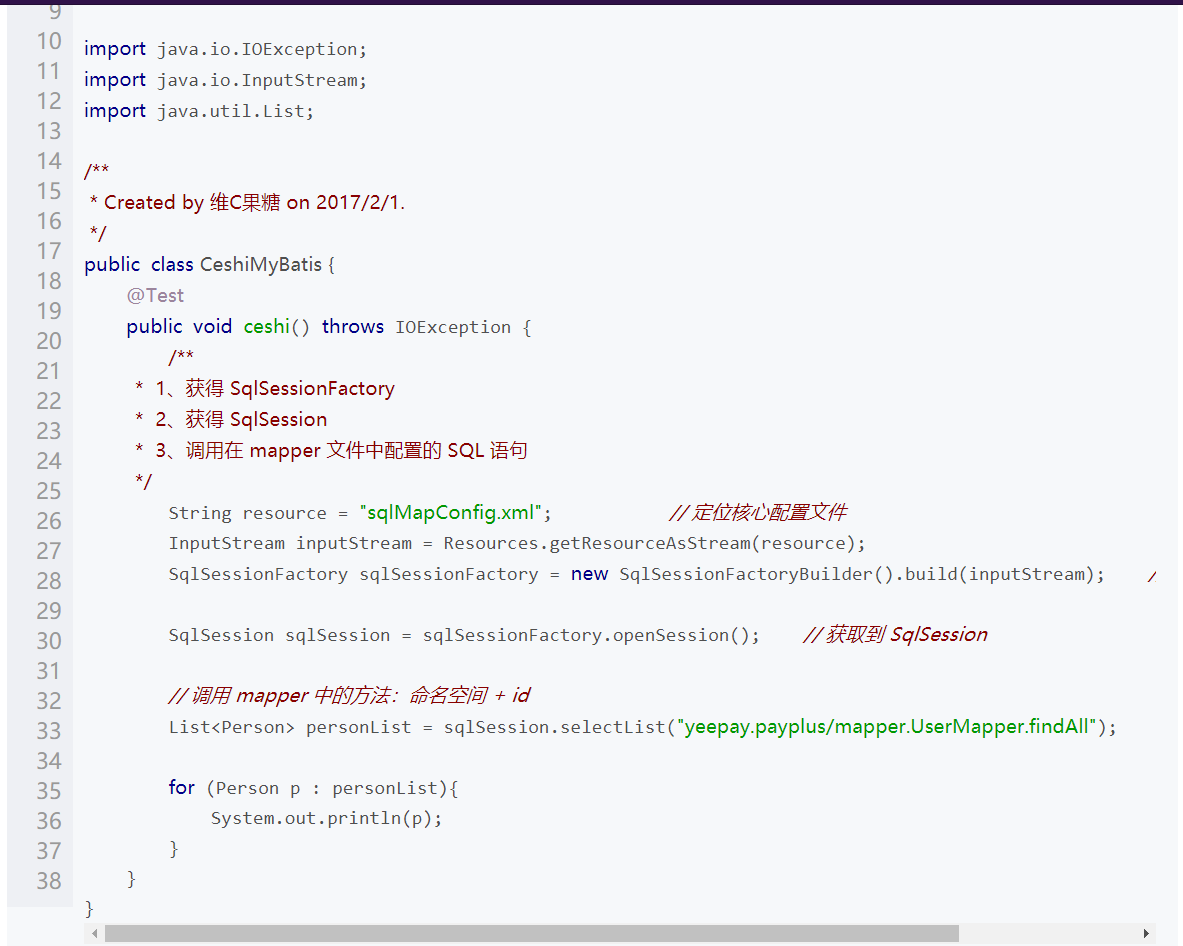 9
10
11
12
13
14
15
16
17
18
19
20
21
22
23
24
25
26
27
28
29
30
31
32
33
34
35
36
37
38
import java.io.IOException;
import java.io.InputStream;
import java.util.List;
/**
* Created by 维C果糖 on 2017/2/1.
*/
public class CeshiMyBatis {
@Test
public void ceshi() throws IOException {
/**
* 1、获得 SqlSessionFactory
* 2、获得 SqlSession
* 3、调用在 mapper 文件中配置的 SQL 语句
*/
String resource = "sqlMapConfig.xml"; // 定位核心配置文件
InputStream inputStream = Resources.getResourceAsStream(resource);
SqlSessionFactory sqlSessionFactory = new SqlSessionFactoryBuilder().build(inputStream); /
SqlSession sqlSession = sqlSessionFactory.openSession(); // 获取到 SqlSession
// 调用 mapper 中的方法：命名空间 + id
List<Person> personList = sqlSession.selectList("yeepay.payplus/mapper.UserMapper.findAll");
for (Person p : personList){
System.out.println(p);
}
}
}